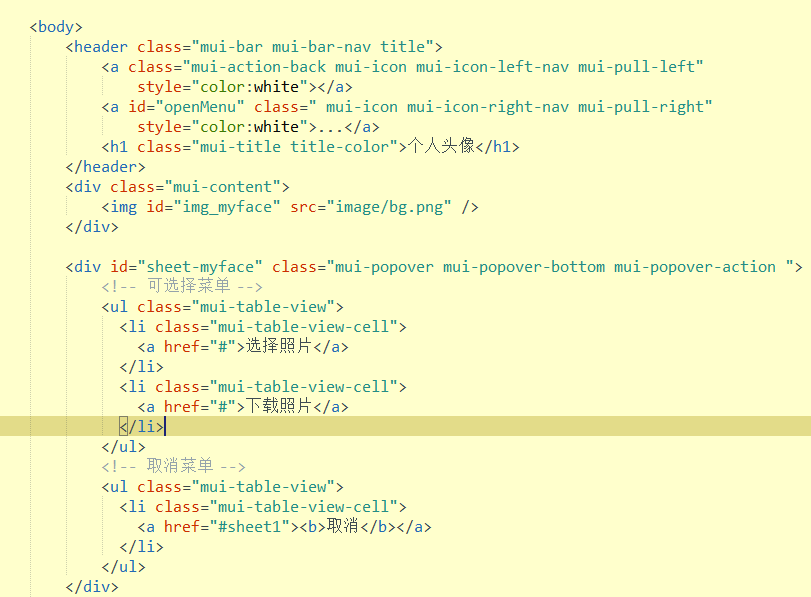 <body>
<header class="mui-bar mui-bar-nav title">
<a class="mui-action-back mui-icon mui-icon-left-nav mui-pull-left"
style="color:white"></a>
<a id="openMenu" class=" mui-icon mui-icon-right-nav mui-pull-right"
style="color:white">...</a>
<h1 class="mui-title title-color">个人头像</h1>
</header>
<div class="mui-content">
<img id="img_myface" src="image/bg.png" />
</div>
<div id="sheet-myface" class="mui-popover mui-popover-bottom mui-popover-action ">
<!-- 可选择菜单 -->
<ul class="mui-table-view">
<li class="mui-table-view-cell">
<a href="#">选择照片</a>
</li>
<li class="mui-table-view-cell">
<a href="#">下载照片</a>
</li>
</ul>
<!-- 取消菜单 -->
<ul class="mui-table-view">
<li class="mui-table-view-cell">
<a href="#sheet1"><b>取消</b></a>
</li>
</ul>
</div>